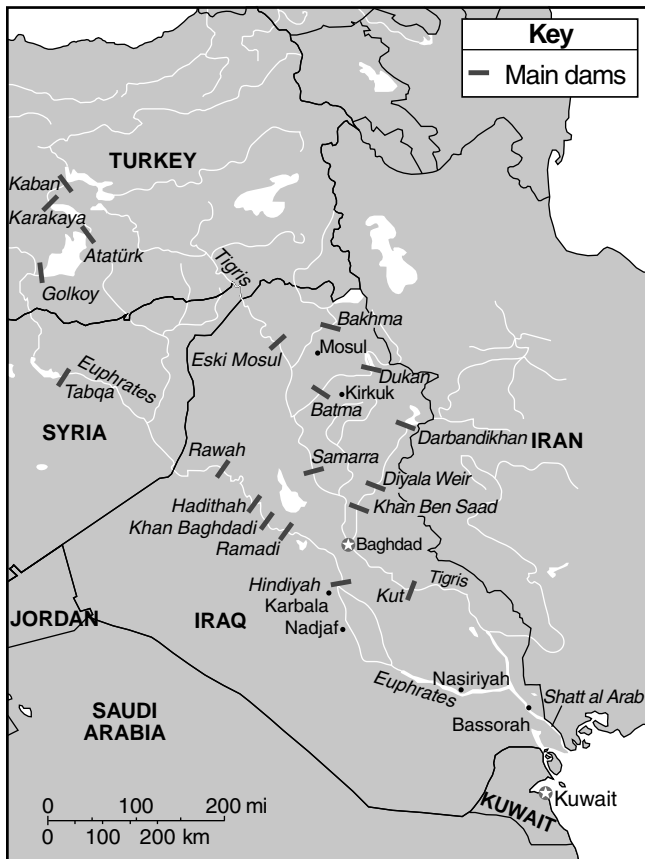 Key
Main dams
TURKEY
Kaban
Karakaya
Atatürk
Golkoy
Tigris
Bakhma
Mosul
Eski Mosul
Dukan
Kirkuk
Batma
Euphrates
Tabqa
SYRIA
Darbandikhan
IRAN
Rawah
Samarra
Diyala Weir
Hadithah
Khan Ben Saad
Khan Baghdadi
Ramadi
Baghdad
Hindiyah
Tigris
Kut
Karbala
JORDAN
IRAQ
Nadjaf
Nasiriyah
Euphrates
Shatt al Arab
Bassorah
SAUDI
ARABIA
Kuwait
KUWAIT
0 100 200 mi
0 100 200 km